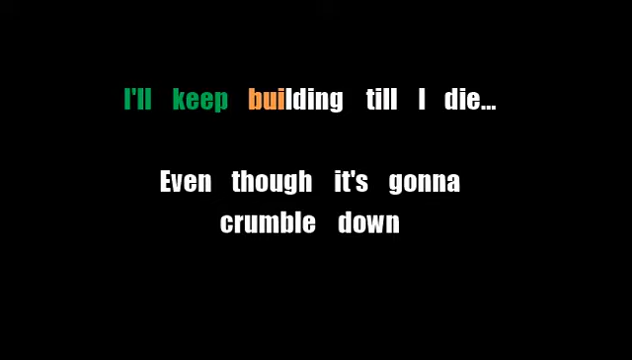 I'll keep building till I die...
Even though it's gonna
crumble down